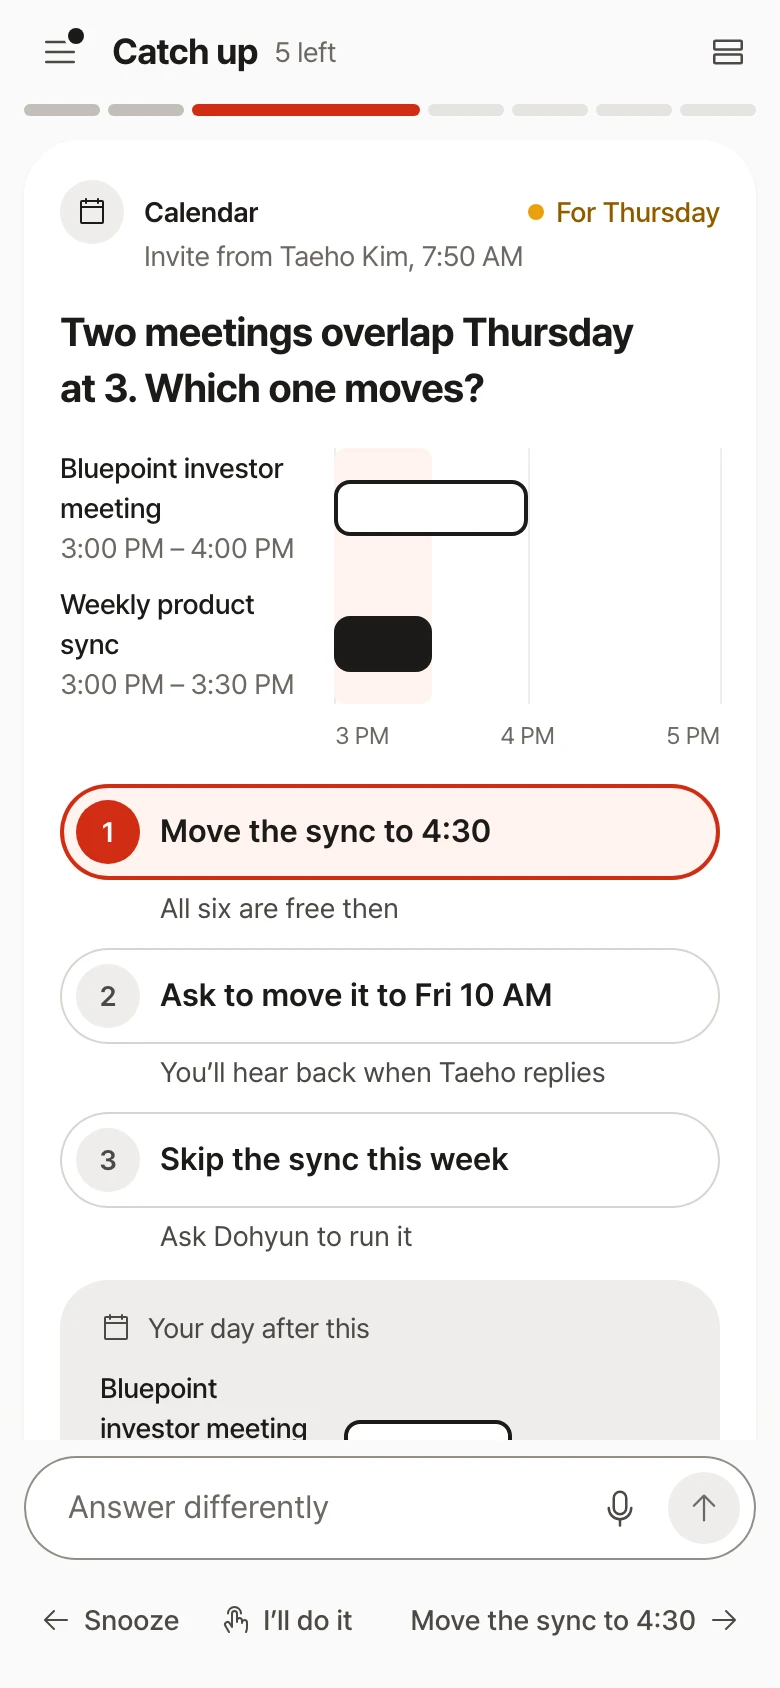 Catch up 5 left
Calendar
For Thursday
Invite from Taeho Kim, 7:50 AM
Two meetings overlap Thursday
at 3. Which one moves?
Bluepoint investor
meeting
3:00 PM – 4:00 PM
Weekly product
sync
3:00 PM – 3:30 PM
3 PM 4 PM 5 PM
1 Move the sync to 4:30
All six are free then
2 Ask to move it to Fri 10 AM
You’ll hear back when Taeho replies
3 Skip the sync this week
Ask Dohyun to run it
Your day after this
Bluepoint
investor meeting
Answer differently
Snooze I’ll do it Move the sync to 4:30